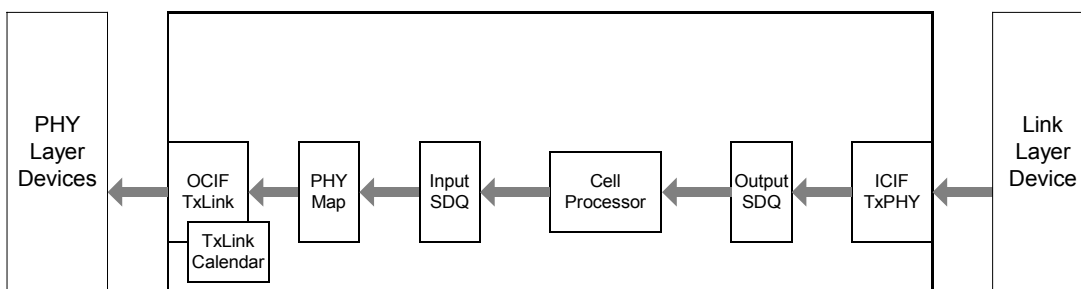 PHY
Layer
Devices
OCIF
TxLink
TxLink
Calendar
PHY
Map
Input
SDQ
Cell
Processor
Output
SDQ
ICIF
TxPHY
Link
Layer
Device